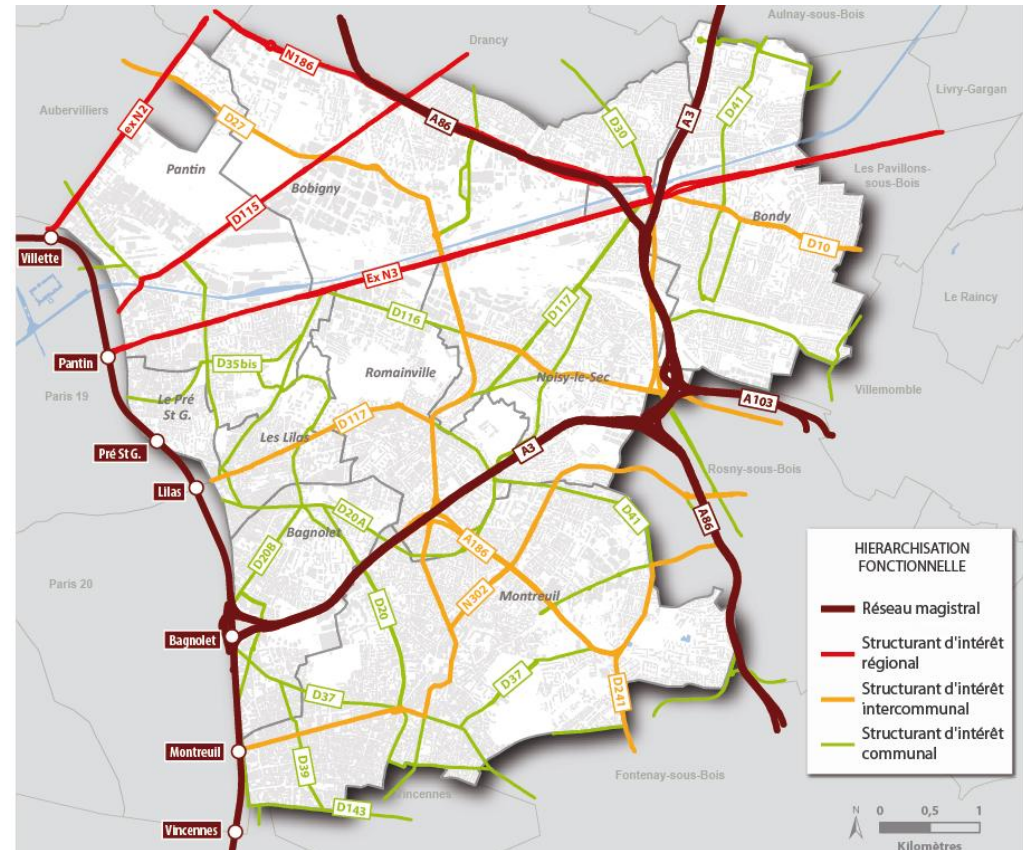 Aulnay-sous-Bois
Drancy
N186
A86
A3
D41
D30
Livry-Gargan
Aubervilliers
ex N2
D27
Pantin
Bobigny
D115
Les Pavillons-
sous-Bois
Bondy
D10
Villette
Ex N3
Le Raincy
D117
D116
Pantin
D35bis
Romainville
Noisy-le-Sec
Villemomble
Paris 19
Le Pré
St G.
A103
D117
Les Lilas
Pré St G.
A3
Rosny-sous-Bois
Lilas
D41
A86
D20A
Bagnolet
A186
D20B
N302
Montreuil
Paris 20
D20
Bagnolet
D37
D37
D241
Montreuil
D39
Fontenay-sous-Bois
Vincennes
D143
Vincennes
HIERARCHISATION
FONCTIONNELLE
Réseau magistral
Structurant d'intérêt
régional
Structurant d'intérêt
intercommunal
Structurant d'intérêt
communal
N
0 0,5 1
Kilomètres